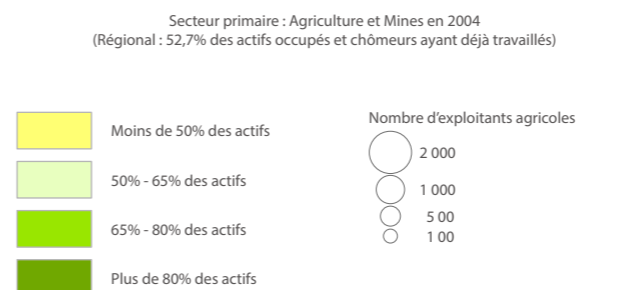 Secteur primaire : Agriculture et Mines en 2004
(Régional : 52,7% des actifs occupés et chômeurs ayant déjà travaillés)
Moins de 50% des actifs
50% - 65% des actifs
65% - 80% des actifs
Plus de 80% des actifs
Nombre d'exploitants agricoles
2 000
1 000
5 00
1 00